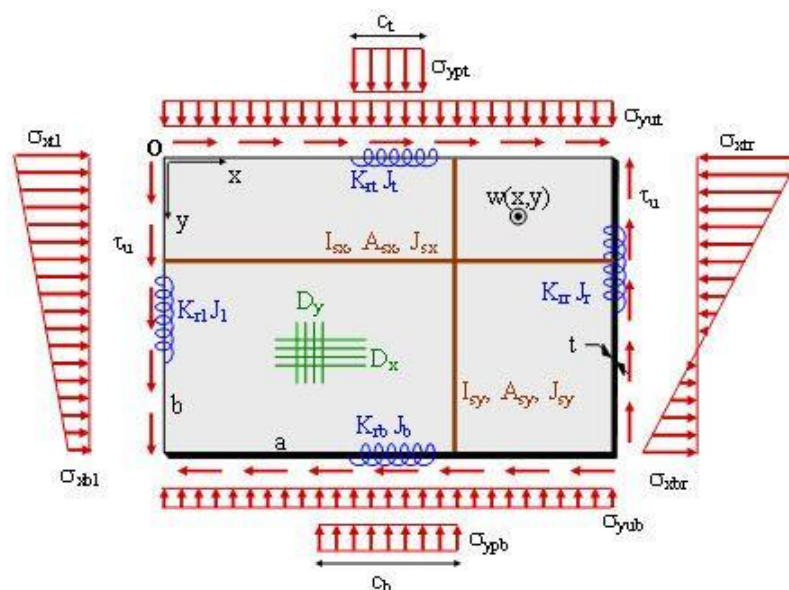 c_t
σ_ypt
σ_yut
σ_xtl
O
x
K_rt J_t
w(x,y)
σ_xtr
τ_u
y
τ_u
I_sx, A_sx, J_sx
K_rl J_l
D_y
K_rr J_r
D_x
t
b
I_sy, A_sy, J_sy
K_rb J_b
a
σ_xbl
σ_xbr
σ_yub
σ_ypb
c_b